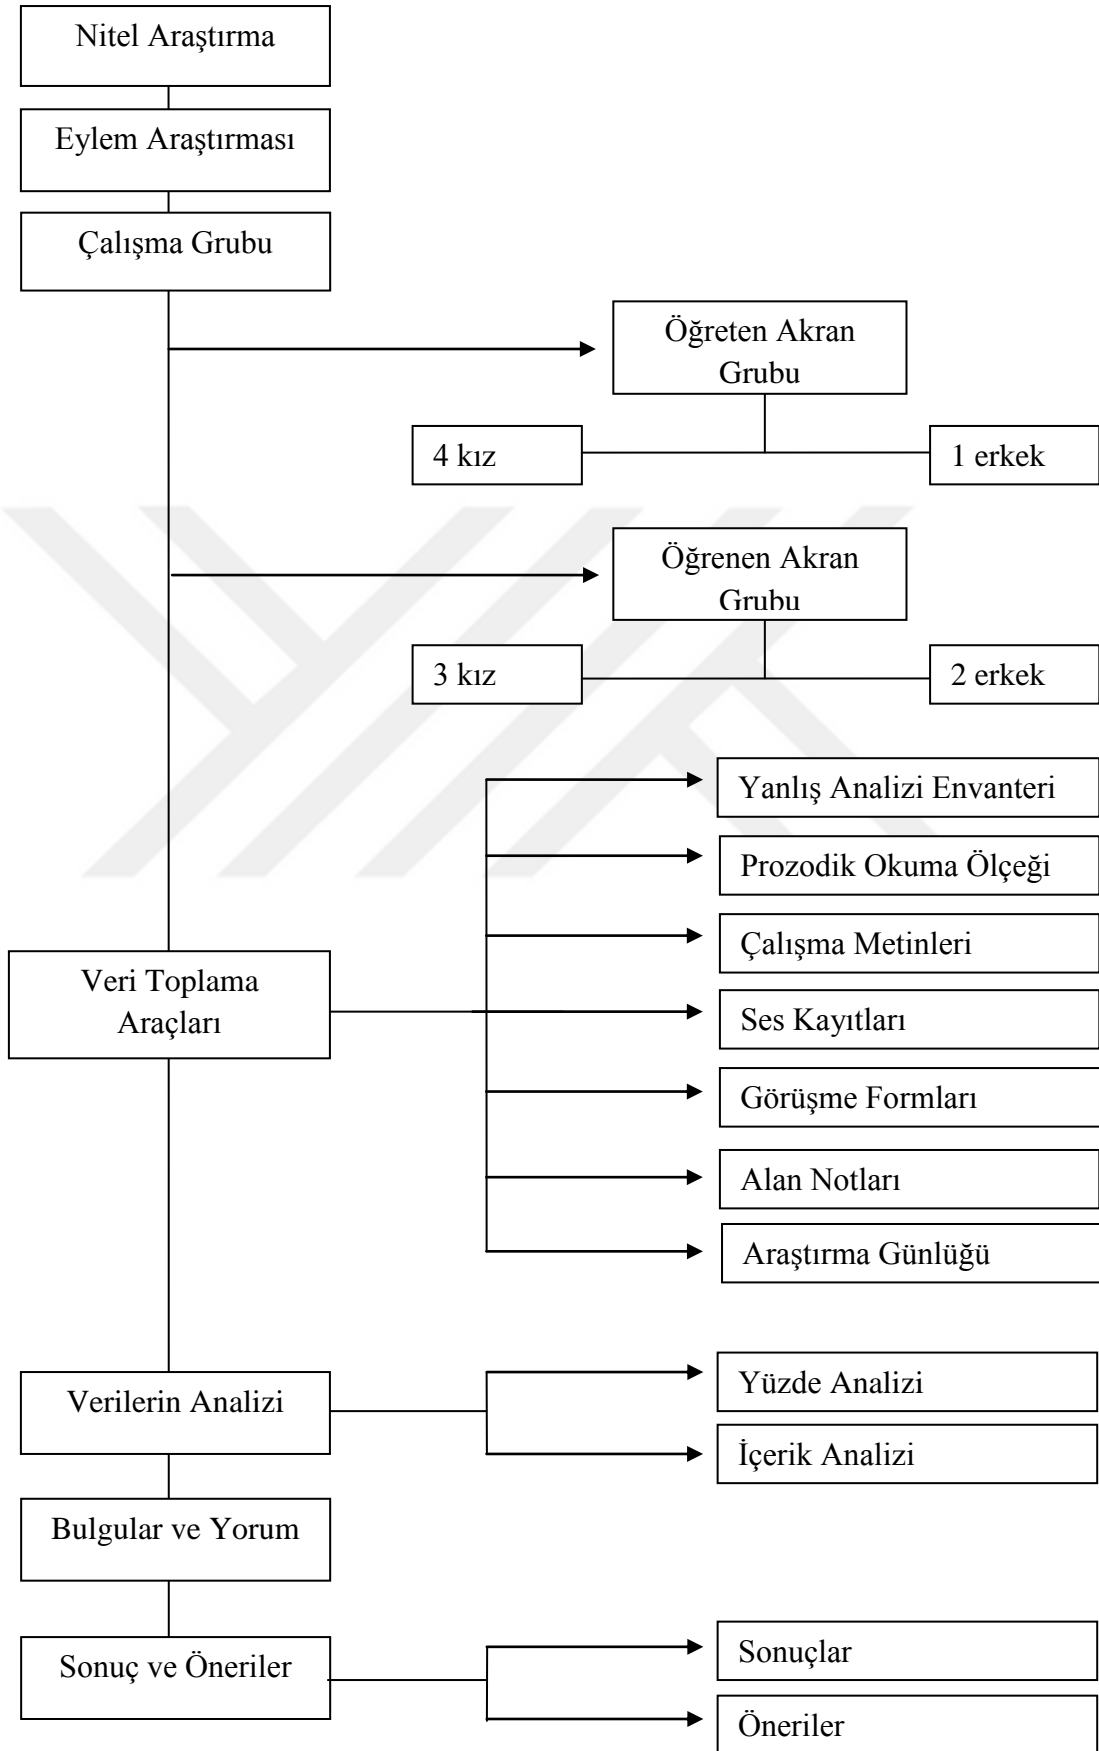 Nitel Araştırma
Eylem Araştırması
Çalışma Grubu
Öğreten Akran
Grubu
4 kız
1 erkek
Öğrenen Akran
Grubu
3 kız
2 erkek
Yanlış Analizi Envanteri
Prozodik Okuma Ölçeği
Çalışma Metinleri
Veri Toplama
Araçları
Ses Kayıtları
Görüşme Formları
Alan Notları
Araştırma Günlüğü
Verilerin Analizi
Yüzde Analizi
İçerik Analizi
Bulgular ve Yorum
Sonuç ve Öneriler
Sonuçlar
Öneriler